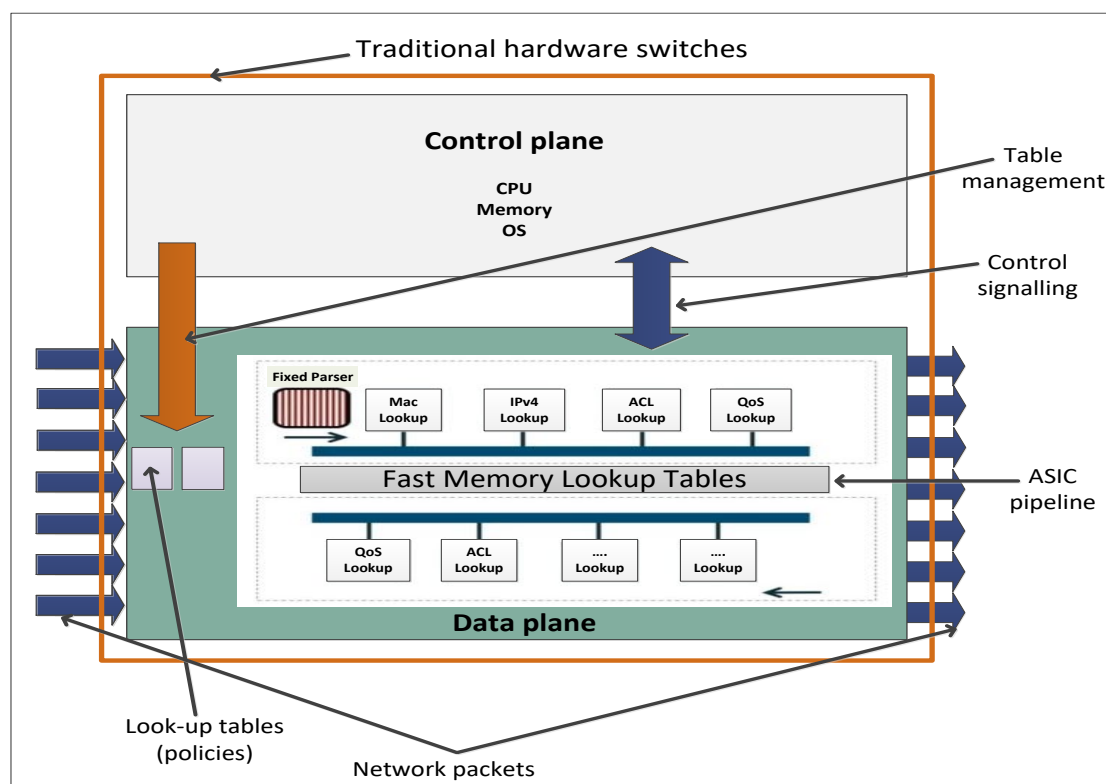 Traditional hardware switches
Control plane
CPU
Memory
OS
Table
management
Control
signalling
Fixed Parser
Mac
Lookup
IPv4
Lookup
ACL
Lookup
QoS
Lookup
Fast Memory Lookup Tables
ASIC
pipeline
QoS
Lookup
ACL
Lookup
....
Lookup
....
Lookup
Data plane
Look-up tables
(policies)
Network packets